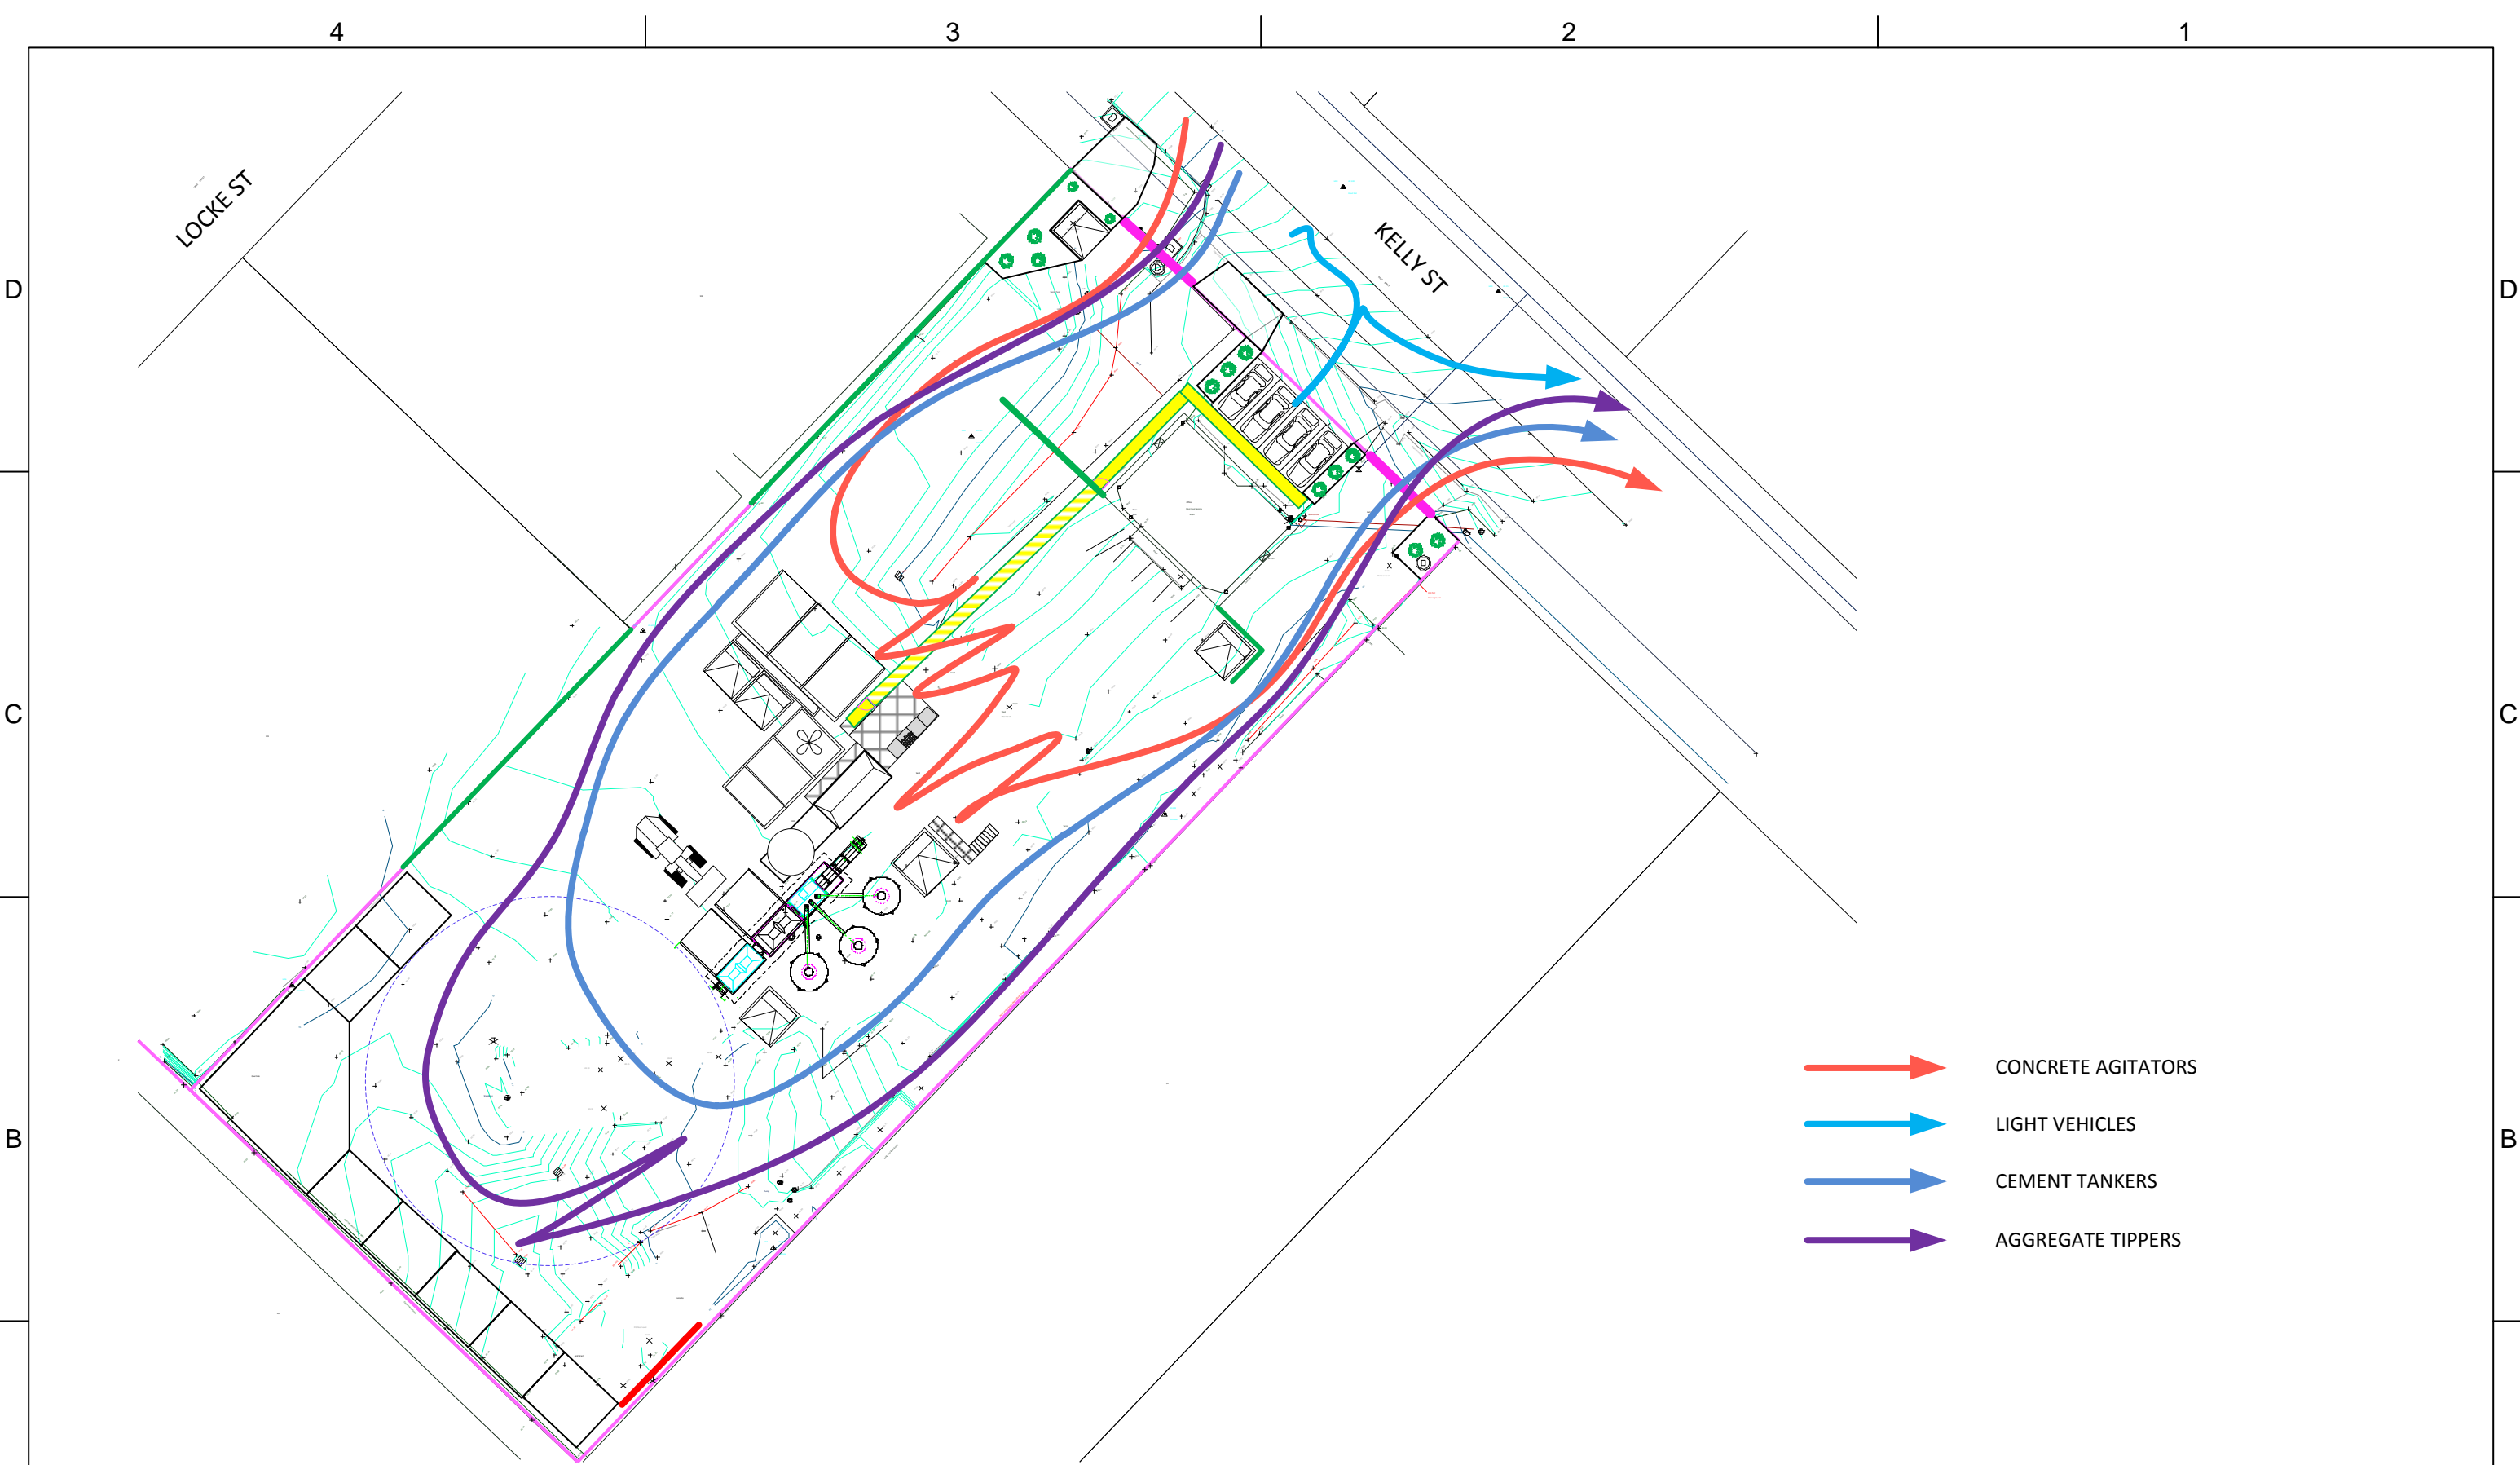 4 3 2 1
LOCKE ST
KELLY ST
D D
C C
CONCRETE AGITATORS
LIGHT VEHICLES
B B
CEMENT TANKERS
AGGREGATE TIPPERS